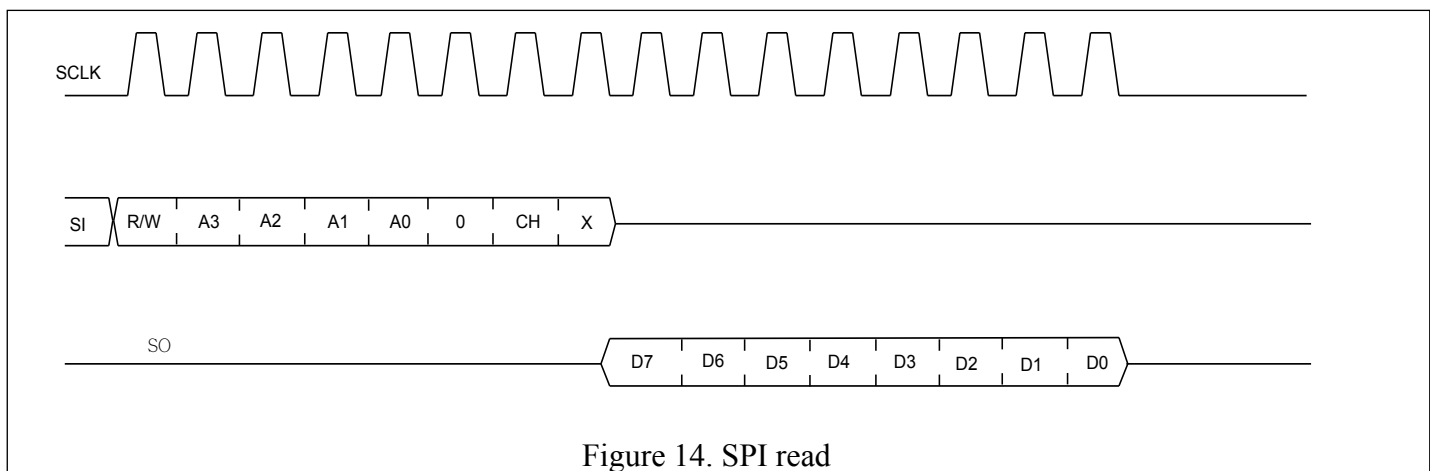 SCLK
SI R/W A3 A2 A1 A0 0 CH X
SO
D7 D6 D5 D4 D3 D2 D1 D0
Figure 14. SPI read